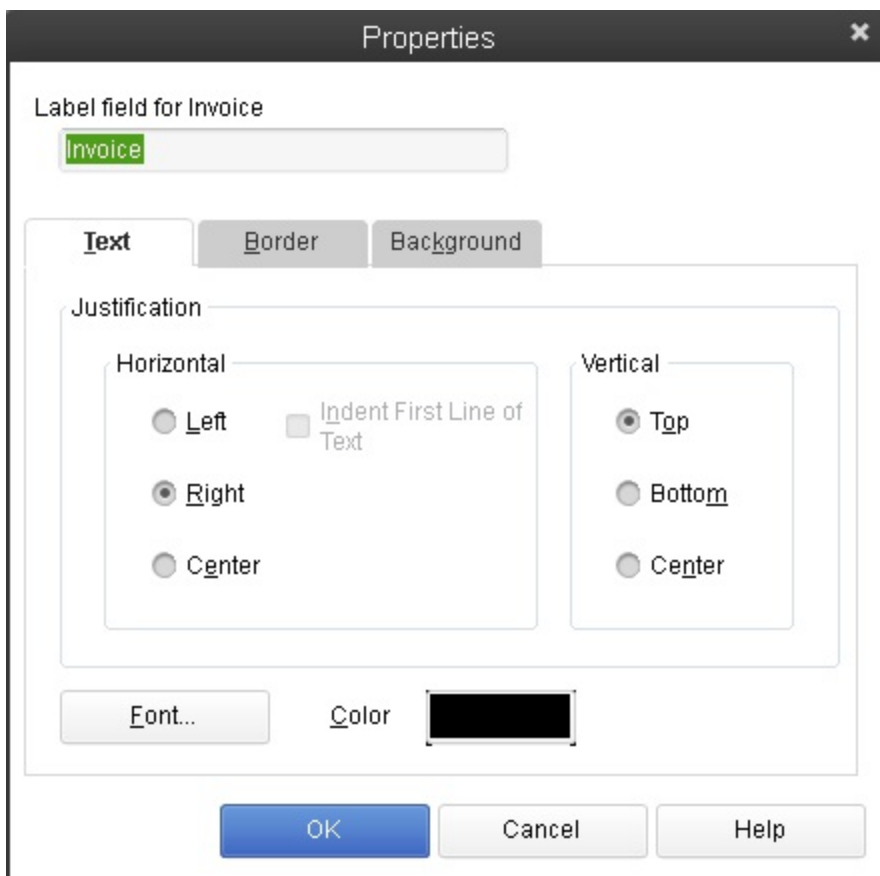 Properties
Label field for Invoice
Invoice
Text Border Background
Justification
Horizontal Vertical
Left Indent First Line of Text Top
Right Bottom
Center Center
Font... Color
OK Cancel Help